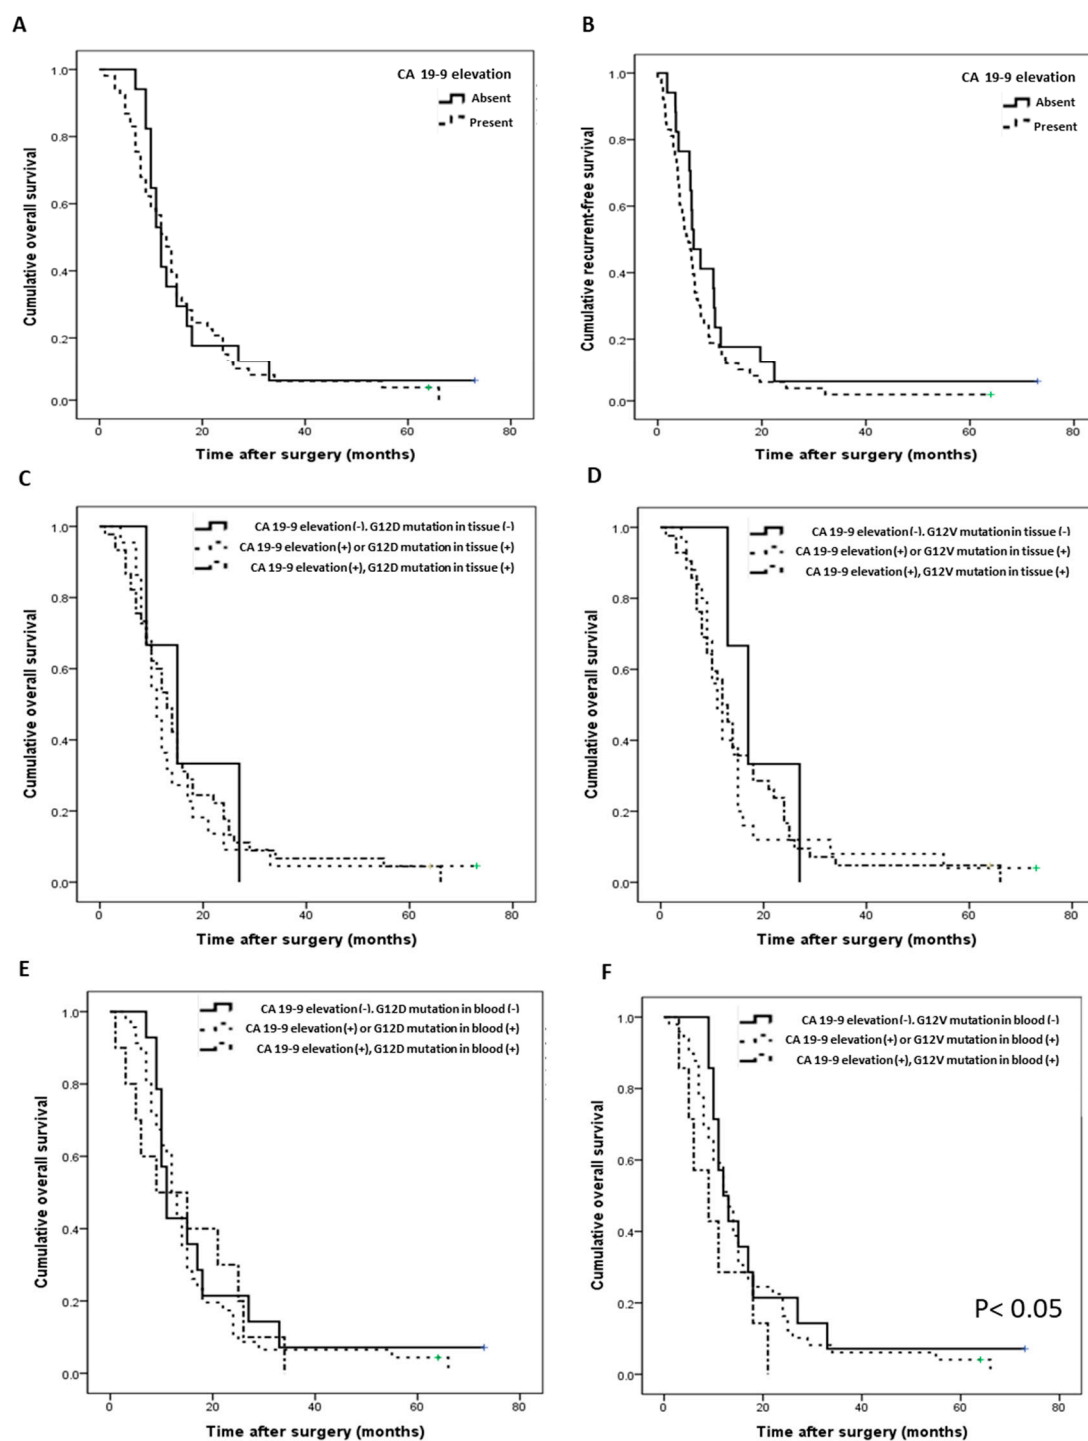 A
CA 19-9 elevation
Absent
Present
Cumulative overall survival
1.0
0.8
0.6
0.4
0.2
0.0
0 20 40 60 80
Time after surgery (months)
B
CA 19-9 elevation
Absent
Present
Cumulative recurrent-free survival
1.0
0.8
0.6
0.4
0.2
0.0
0 20 40 60 80
Time after surgery (months)
C
CA 19-9 elevation (-). G12D mutation in tissue (-)
CA 19-9 elevation (+) or G12D mutation in tissue (+)
CA 19-9 elevation (+), G12D mutation in tissue (+)
Cumulative overall survival
1.0
0.8
0.6
0.4
0.2
0.0
0 20 40 60 80
Time after surgery (months)
D
CA 19-9 elevation (-). G12V mutation in tissue (-)
CA 19-9 elevation (+) or G12V mutation in tissue (+)
CA 19-9 elevation (+), G12V mutation in tissue (+)
Cumulative overall survival
1.0
0.8
0.6
0.4
0.2
0.0
0 20 40 60 80
Time after surgery (months)
E
CA 19-9 elevation (-). G12D mutation in blood (-)
CA 19-9 elevation (+) or G12D mutation in blood (+)
CA 19-9 elevation (+), G12D mutation in blood (+)
Cumulative overall survival
1.0
0.8
0.6
0.4
0.2
0.0
0 20 40 60 80
Time after surgery (months)
F
CA 19-9 elevation (-). G12V mutation in blood (-)
CA 19-9 elevation (+) or G12V mutation in blood (+)
CA 19-9 elevation (+), G12V mutation in blood (+)
Cumulative overall survival
1.0
0.8
0.6
0.4
0.2
0.0
P< 0.05
0 20 40 60 80
Time after surgery (months)